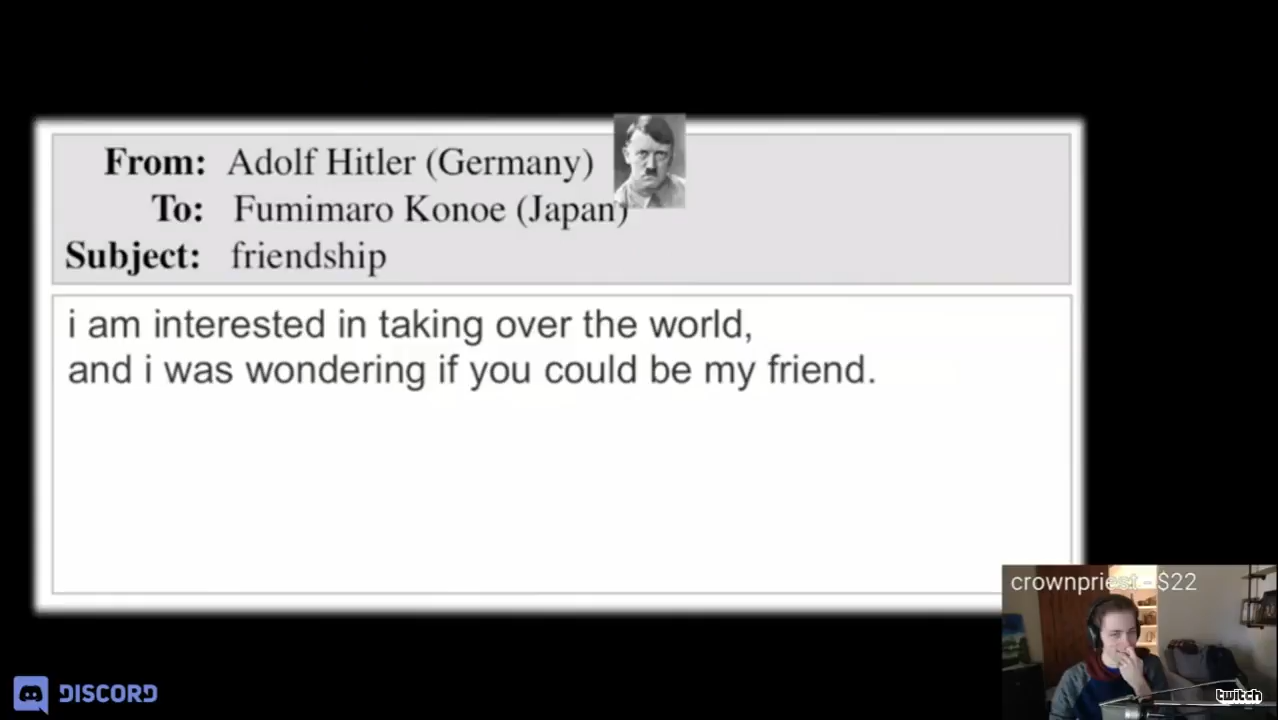 From: Adolf Hitler (Germany)
To: Fumimaro Konoe (Japan)
Subject: friendship
i am interested in taking over the world,
and i was wondering if you could be my friend.
crownpriest - $22
DISCORD
twitch